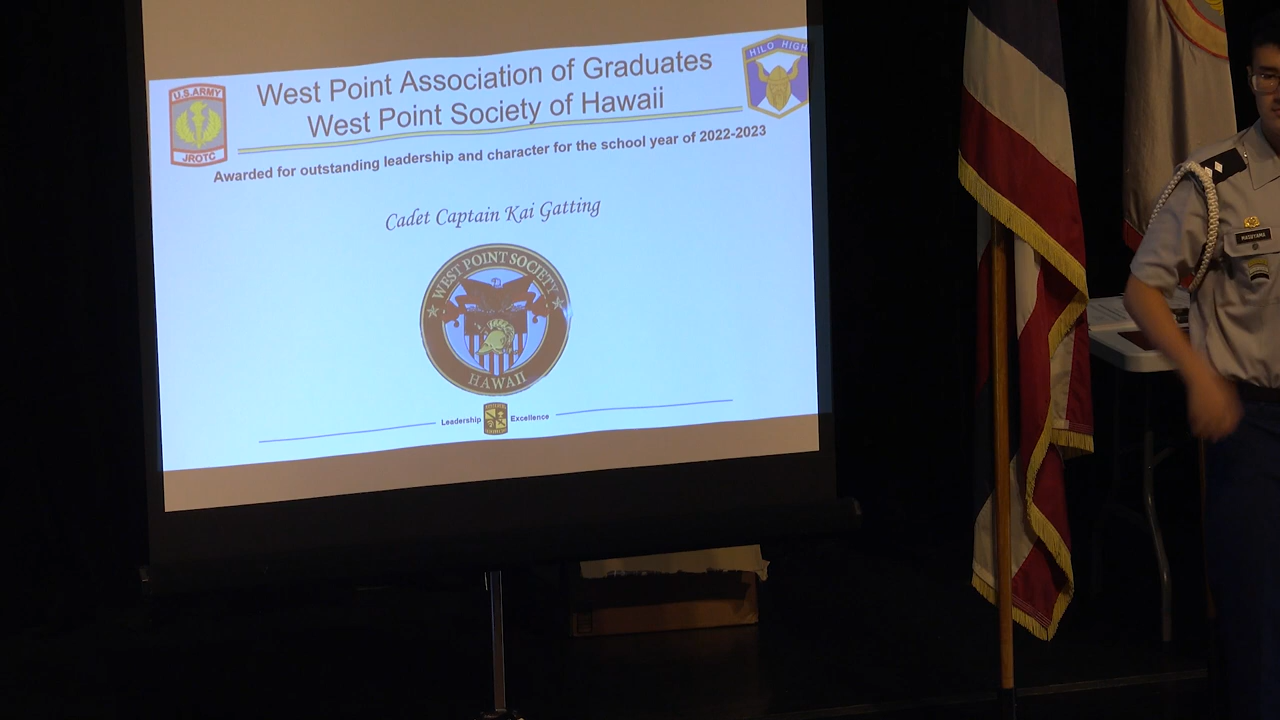 West Point Association of Graduates
West Point Society of Hawaii
U.S. ARMY
JROTC
HILO HIGH
Awarded for outstanding leadership and character for the school year of 2022-2023
Cadet Captain Kai Gatting
WEST POINT SOCIETY
HAWAII
Leadership Excellence